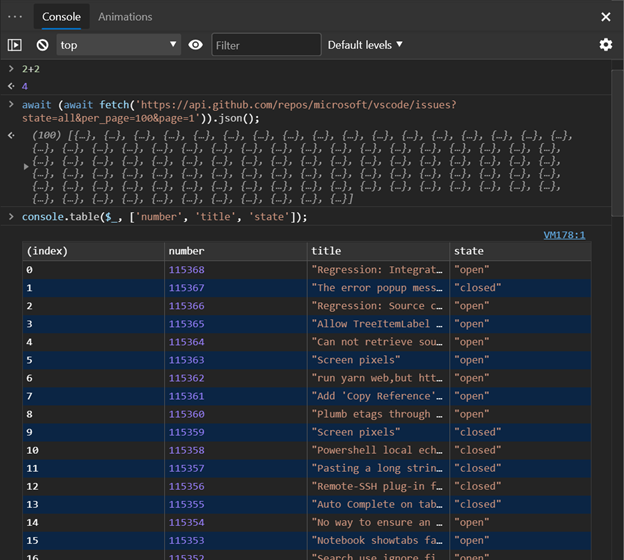 Console Animations
top Filter Default levels
2+2
4
await (await fetch('https://api.github.com/repos/microsoft/vscode/issues?
state=all&per_page=100&page=1')).json();
(100) [{…}, {…}, {…}, {…}, {…}, {…}, {…}, {…}, {…}, {…}, {…}, {…}, {…}, {…}, {…}, {…}, {…},
{…}, {…}, {…}, {…}, {…}, {…}, {…}, {…}, {…}, {…}, {…}, {…}, {…}, {…}, {…}, {…}, {…}, {…},
{…}, {…}, {…}, {…}, {…}, {…}, {…}, {…}, {…}, {…}, {…}, {…}, {…}, {…}, {…}, {…}, {…}, {…},
{…}, {…}, {…}, {…}, {…}, {…}, {…}, {…}, {…}, {…}, {…}, {…}, {…}, {…}, {…}, {…}, {…}, {…},
{…}, {…}, {…}, {…}, {…}, {…}, {…}, {…}, {…}, {…}, {…}, {…}, {…}, {…}, {…}, {…}, {…}, {…},
{…}, {…}, {…}, {…}, {…}, {…}, {…}, {…}, {…}, {…}, {…}]
console.table($_, ['number', 'title', 'state']);
VM178:1
(index) number title state
0 115368 "Regression: Integrat… "open"
1 115367 "The error popup mess… "closed"
2 115366 "Regression: Source c… "open"
3 115365 "Allow TreeItemLabel … "open"
4 115364 "Can not retrieve sou… "open"
5 115363 "Screen pixels" "open"
6 115362 "run yarn web,but htt… "open"
7 115361 "Add 'Copy Reference'… "open"
8 115360 "Plumb etags through … "open"
9 115359 "Screen pixels" "closed"
10 115358 "Powershell local ech… "closed"
11 115357 "Pasting a long strin… "closed"
12 115356 "Remote-SSH plug-in f… "closed"
13 115355 "Auto Complete on tab… "closed"
14 115354 "No way to ensure an … "open"
15 115353 "Notebook showtabs fa… "open"
16 115352 "Search use ignore fi… "open"